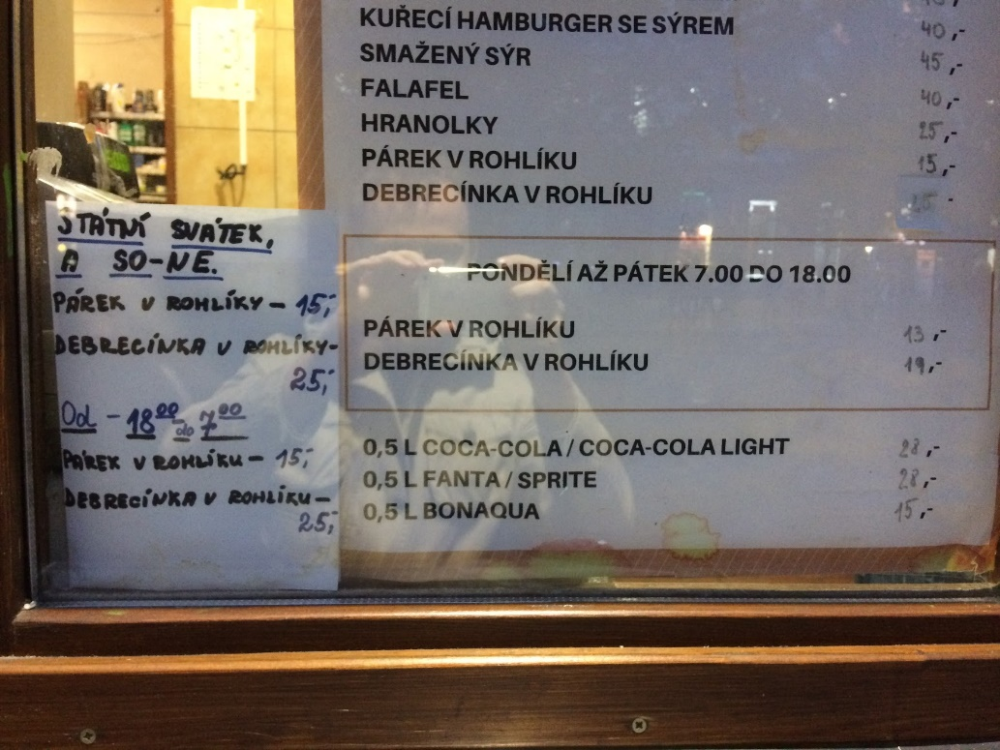 KUŘECÍ HAMBURGER SE SÝREM 40,-
SMAŽENÝ SÝR 45,-
FALAFEL 40,-
HRANOLKY 25,-
PÁREK V ROHLÍKU 15,-
DEBRECÍNKA V ROHLÍKU
PONDĚLÍ AŽ PÁTEK 7.00 DO 18.00
PÁREK V ROHLÍKU 13,-
DEBRECÍNKA V ROHLÍKU 19,-
0,5 L COCA-COLA / COCA-COLA LIGHT 28,-
0,5 L FANTA / SPRITE 28,-
0,5 L BONAQUA 15,-
STÁTNÍ SVÁTEK,
A SO-NE.
PÁREK V ROHLÍKY - 15,-
DEBRECÍNKA V ROHLÍKY-
25,-
Od - 18⁰⁰ do 7⁰⁰
PÁREK V ROHLÍKU - 15,-
DEBRECÍNKA V ROHLÍKU-
25,-